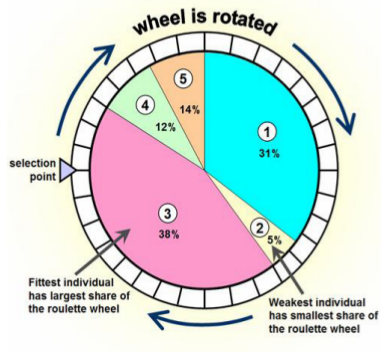 wheel is rotated
5
14%
4
12%
1
31%
selection
point
3
38%
2
5%
Fittest individual
has largest share of
the roulette wheel
Weakest individual
has smallest share of
the roulette wheel